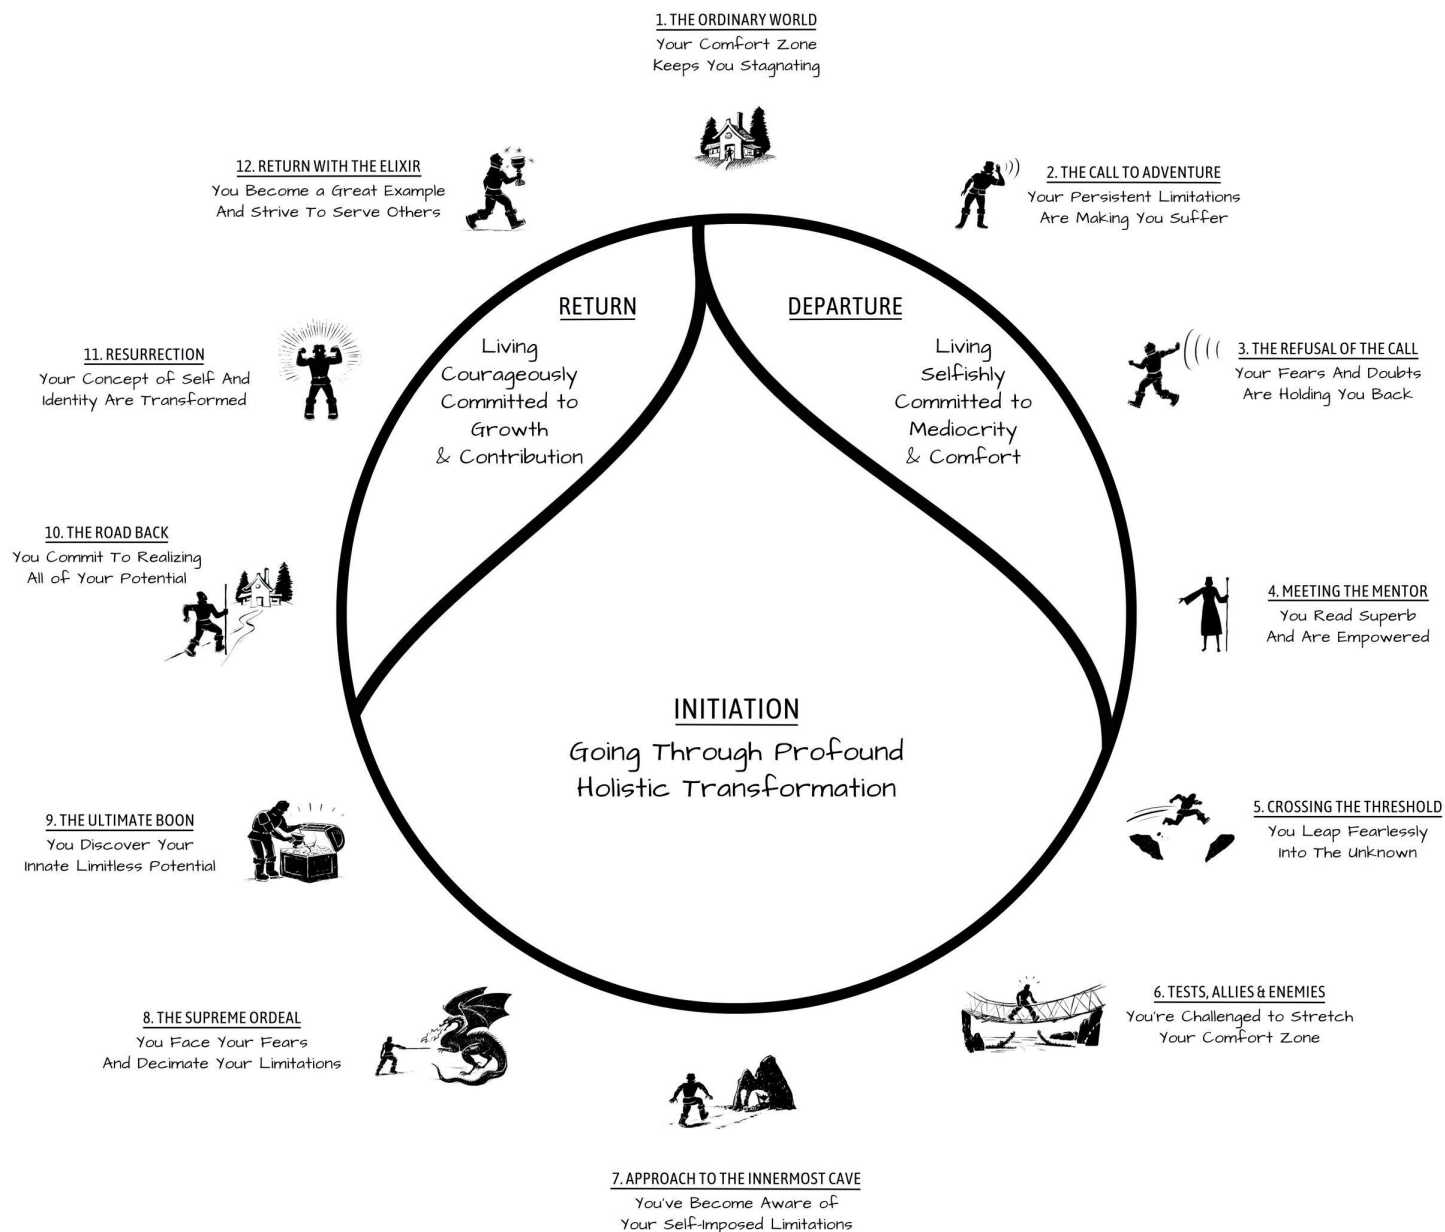 1. THE ORDINARY WORLD
Your Comfort Zone
Keeps You Stagnating
2. THE CALL TO ADVENTURE
Your Persistent Limitations
Are Making You Suffer
3. THE REFUSAL OF THE CALL
Your Fears And Doubts
Are Holding You Back
4. MEETING THE MENTOR
You Read Superb
And Are Empowered
5. CROSSING THE THRESHOLD
You Leap Fearlessly
Into The Unknown
6. TESTS, ALLIES & ENEMIES
You're Challenged to Stretch
Your Comfort Zone
7. APPROACH TO THE INNERMOST CAVE
You've Become Aware of
Your Self-Imposed Limitations
8. THE SUPREME ORDEAL
You Face Your Fears
And Decimate Your Limitations
9. THE ULTIMATE BOON
You Discover Your
Innate Limitless Potential
10. THE ROAD BACK
You Commit To Realizing
All of Your Potential
11. RESURRECTION
Your Concept of Self And
Identity Are Transformed
12. RETURN WITH THE ELIXIR
You Become a Great Example
And Strive To Serve Others
RETURN
Living
Courageously
Committed to
Growth
& Contribution
DEPARTURE
Living
Selfishly
Committed to
Mediocrity
& Comfort
INITIATION
Going Through Profound
Holistic Transformation